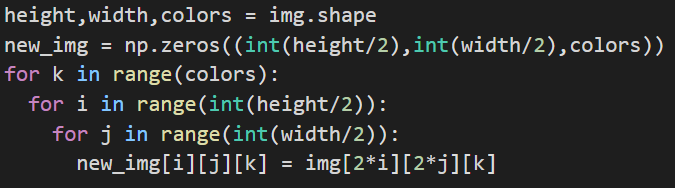 height,width,colors = img.shape
new_img = np.zeros((int(height/2),int(width/2),colors))
for k in range(colors):
  for i in range(int(height/2)):
    for j in range(int(width/2)):
      new_img[i][j][k] = img[2*i][2*j][k]